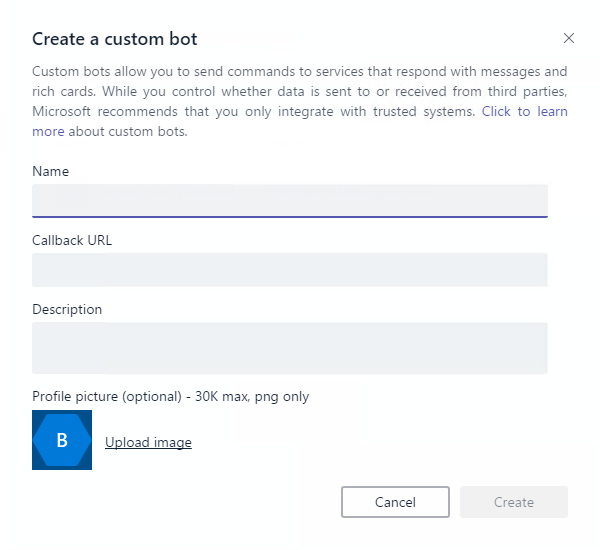 Create a custom bot
Custom bots allow you to send commands to services that respond with messages and
rich cards. While you control whether data is sent to or received from third parties,
Microsoft recommends that you only integrate with trusted systems. Click to learn
more about custom bots.
Name
Callback URL
Description
Profile picture (optional) - 30K max, png only
B
Upload image
Cancel
Create